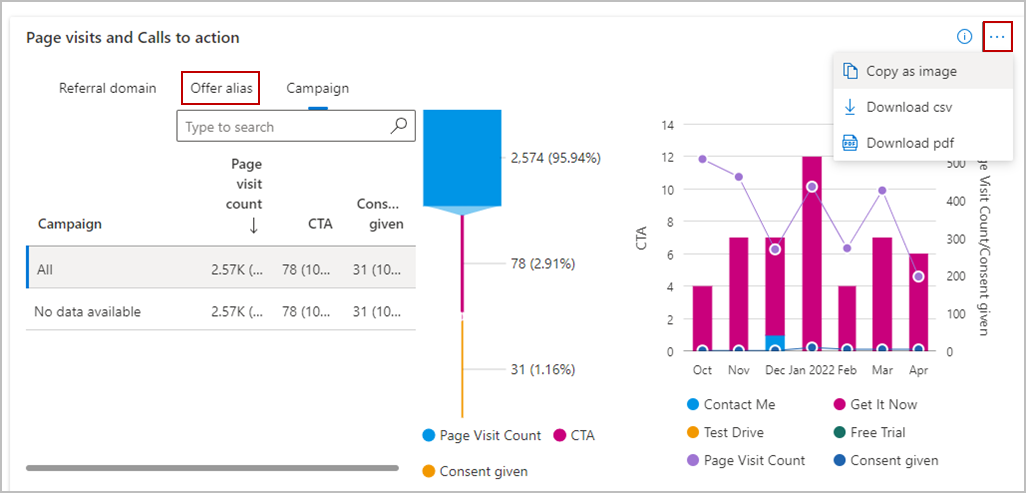 Page visits and Calls to action
Copy as image
Download csv
Download pdf
Referral domain
Offer alias
Campaign
Type to search
Campaign
Page visit count ↓
CTA
Cons... given
All 2.57K (... 78 (10... 31 (10...
No data available 2.57K (... 78 (10... 31 (10...
2,574 (95.94%)
78 (2.91%)
31 (1.16%)
Page Visit Count
CTA
Consent given
CTA
14
12
10
8
6
4
2
0
500
400
300
200
100
0
ge Visit Count/Consent given
Oct Nov Dec Jan 2022 Feb Mar Apr
Contact Me
Get It Now
Test Drive
Free Trial
Page Visit Count
Consent given